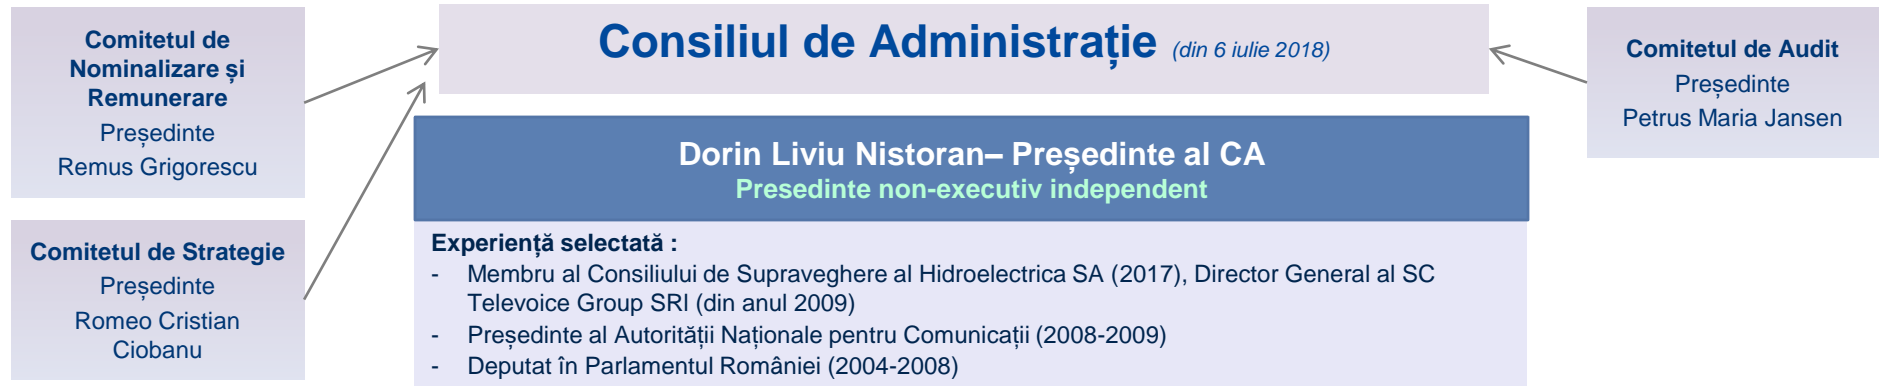 Comitetul de
Nominalizare și
Remunerare
Președinte
Remus Grigorescu
Comitetul de Strategie
Președinte
Romeo Cristian
Ciobanu
Consiliul de Administrație (din 6 iulie 2018)
Dorin Liviu Nistoran– Președinte al CA
Presedinte non-executiv independent
Experiență selectată :
- Membru al Consiliului de Supraveghere al Hidroelectrica SA (2017), Director General al SC
Televoice Group SRl (din anul 2009)
- Președinte al Autorității Naționale pentru Comunicații (2008-2009)
- Deputat în Parlamentul României (2004-2008)
Comitetul de Audit
Președinte
Petrus Maria Jansen